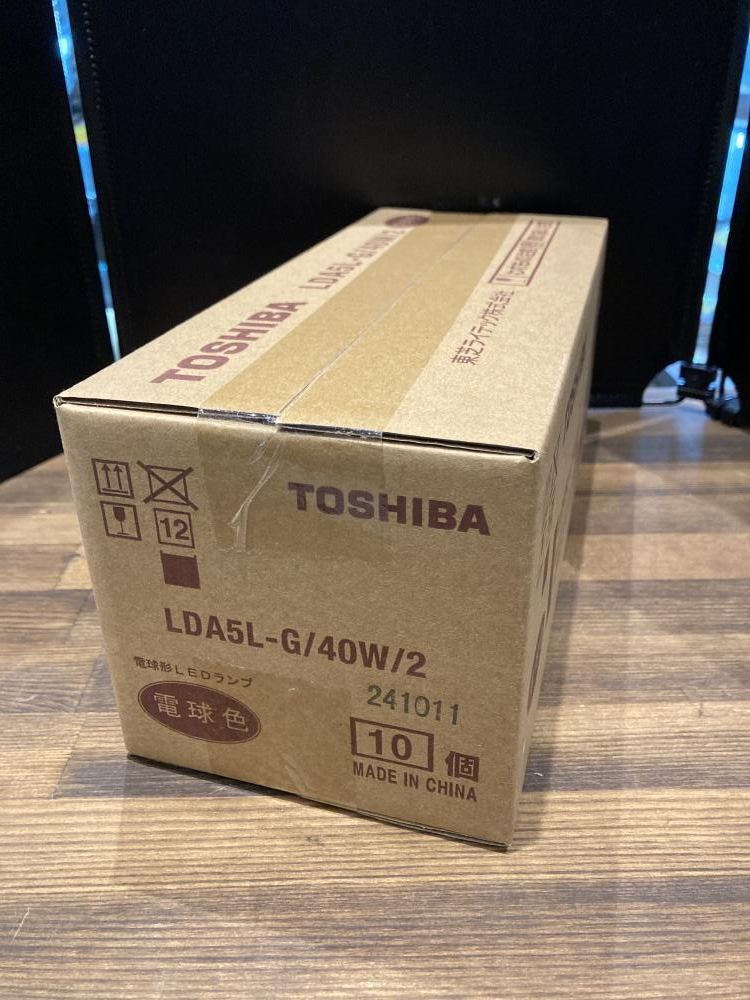 TOSHIBA LDA5L-G/40W/2
東芝ライテック株式会社
12
TOSHIBA
LDA5L-G/40W/2
電球形LEDランプ
電球色
241011
10 個
MADE IN CHINA